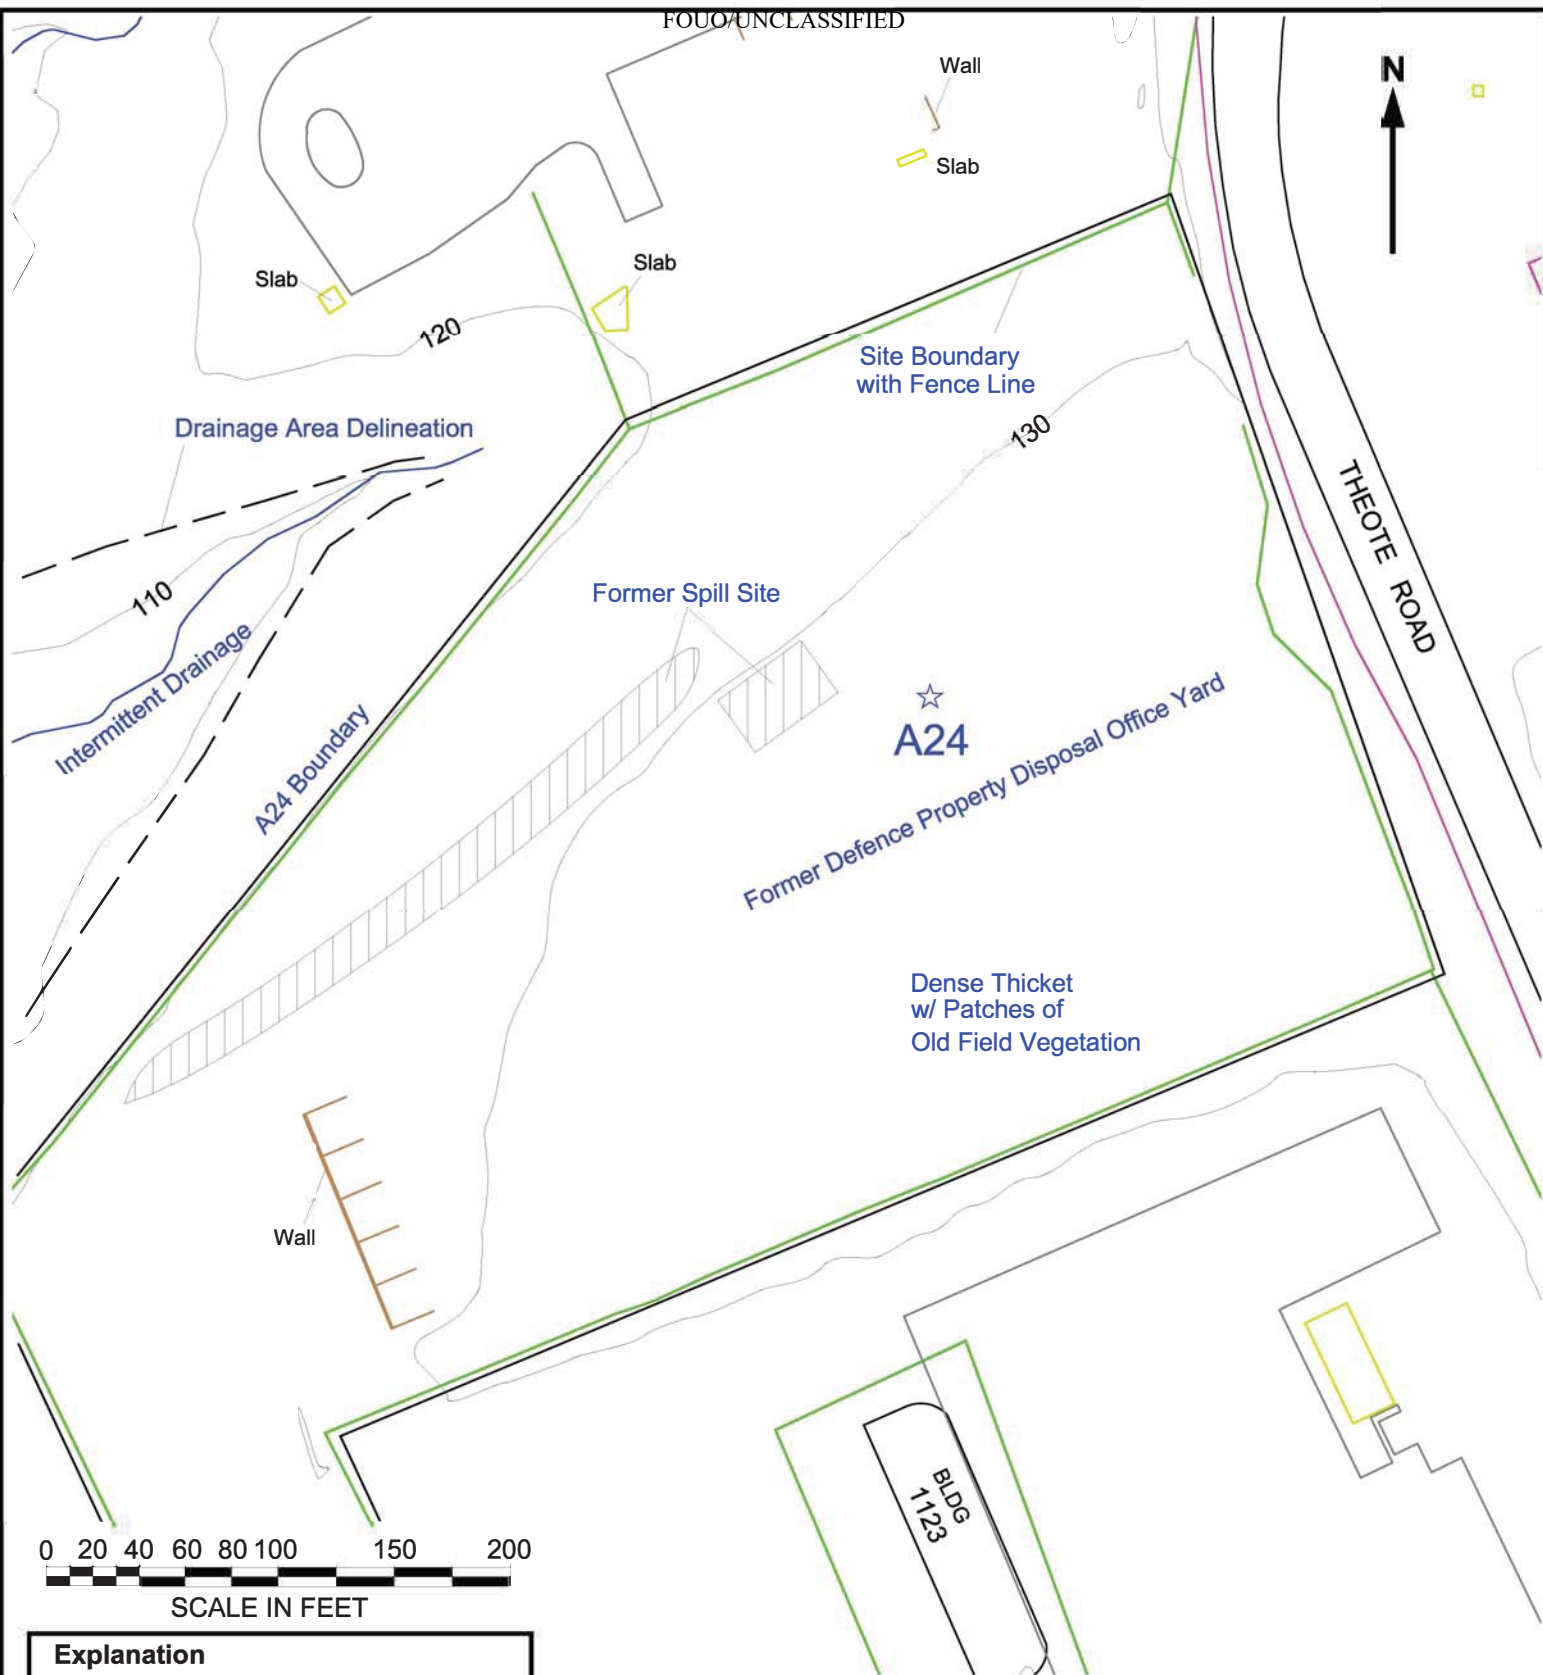 FOUO/UNCLASSIFIED
Wall
N
Slab
Slab
Slab
120
Site Boundary
with Fence Line
130
Drainage Area Delineation
THEOTE ROAD
110
Former Spill Site
Intermittent Drainage
A24 Boundary
A24
Former Defence Property Disposal Office Yard
Dense Thicket
w/ Patches of
Old Field Vegetation
Wall
BLDG
1123
0 20 40 60 80 100 150 200
SCALE IN FEET
Explanation